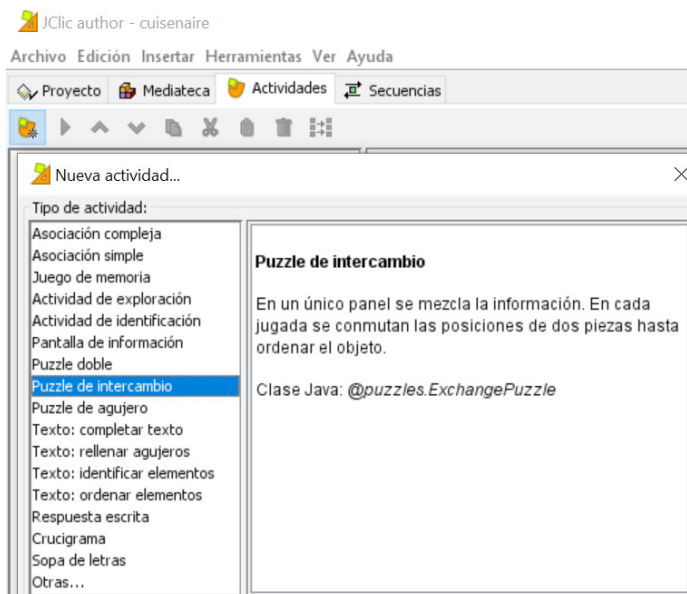 JClic author - cuisenaire
Archivo Edición Insertar Herramientas Ver Ayuda
Proyecto Mediateca Actividades Secuencias
Nueva actividad...
Tipo de actividad:
Asociación compleja
Asociación simple
Juego de memoria
Actividad de exploración
Actividad de identificación
Pantalla de información
Puzzle doble
Puzzle de intercambio
Puzzle de agujero
Texto: completar texto
Texto: rellenar agujeros
Texto: identificar elementos
Texto: ordenar elementos
Respuesta escrita
Crucigrama
Sopa de letras
Otras...
Puzzle de intercambio
En un único panel se mezcla la información. En cada
jugada se conmutan las posiciones de dos piezas hasta
ordenar el objeto.
Clase Java: @puzzles.ExchangePuzzle